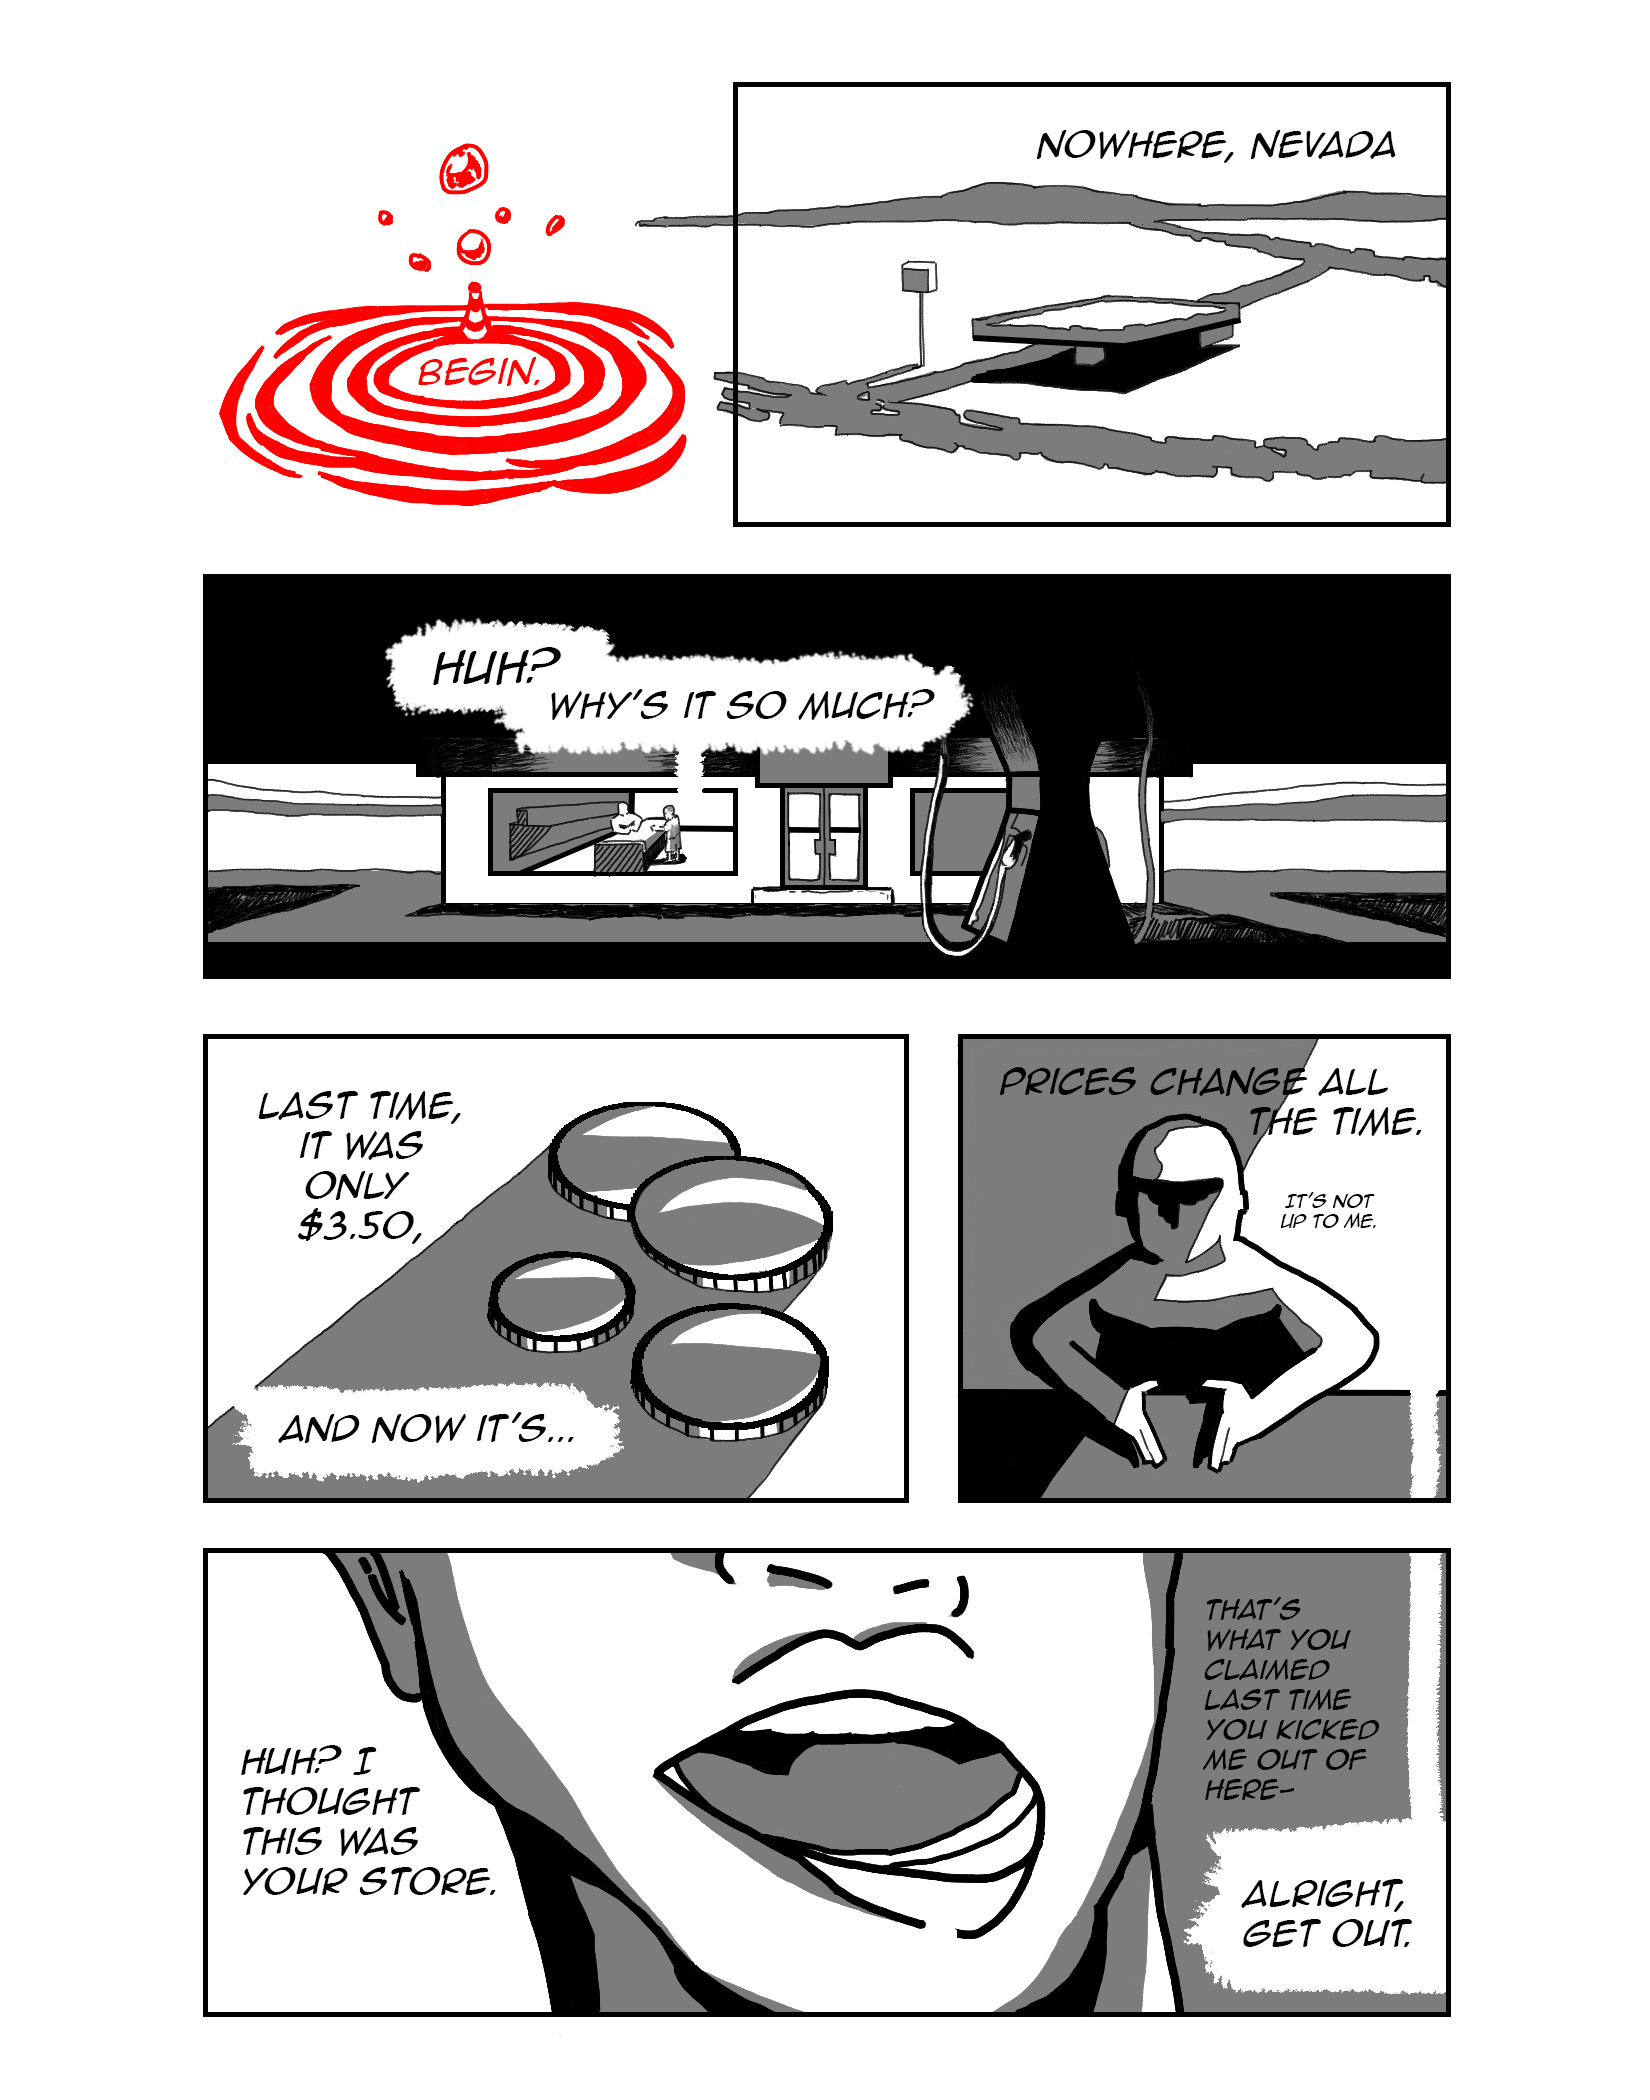 BEGIN.
NOWHERE, NEVADA
HUH?
WHY'S IT SO MUCH?
LAST TIME,
IT WAS
ONLY
$3.50,
AND NOW IT'S...
PRICES CHANGE ALL
THE TIME.
IT'S NOT
UP TO ME.
HUH? I
THOUGHT
THIS WAS
YOUR STORE.
THAT'S
WHAT YOU
CLAIMED
LAST TIME
YOU KICKED
ME OUT OF
HERE-
ALRIGHT,
GET OUT.